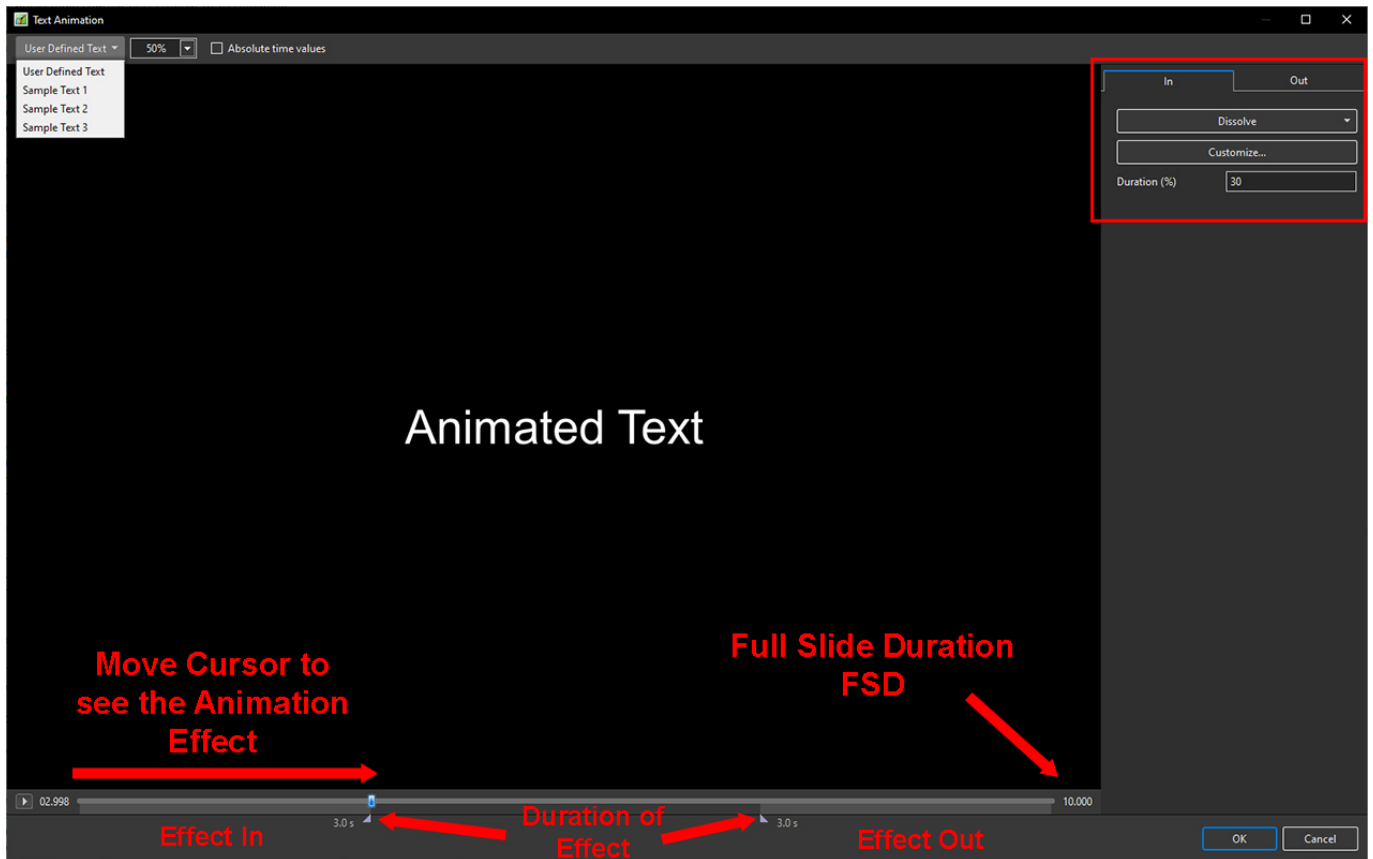 Text Animation
User Defined Text
50%
Absolute time values
User Defined Text
Sample Text 1
Sample Text 2
Sample Text 3
In
Out
Dissolve
Customize...
Duration (%)
30
Animated Text
Move Cursor to
see the Animation
Effect
Full Slide Duration
FSD
02.998
10.000
3.0 s
3.0 s
Effect In
Duration of
Effect
Effect Out
OK
Cancel